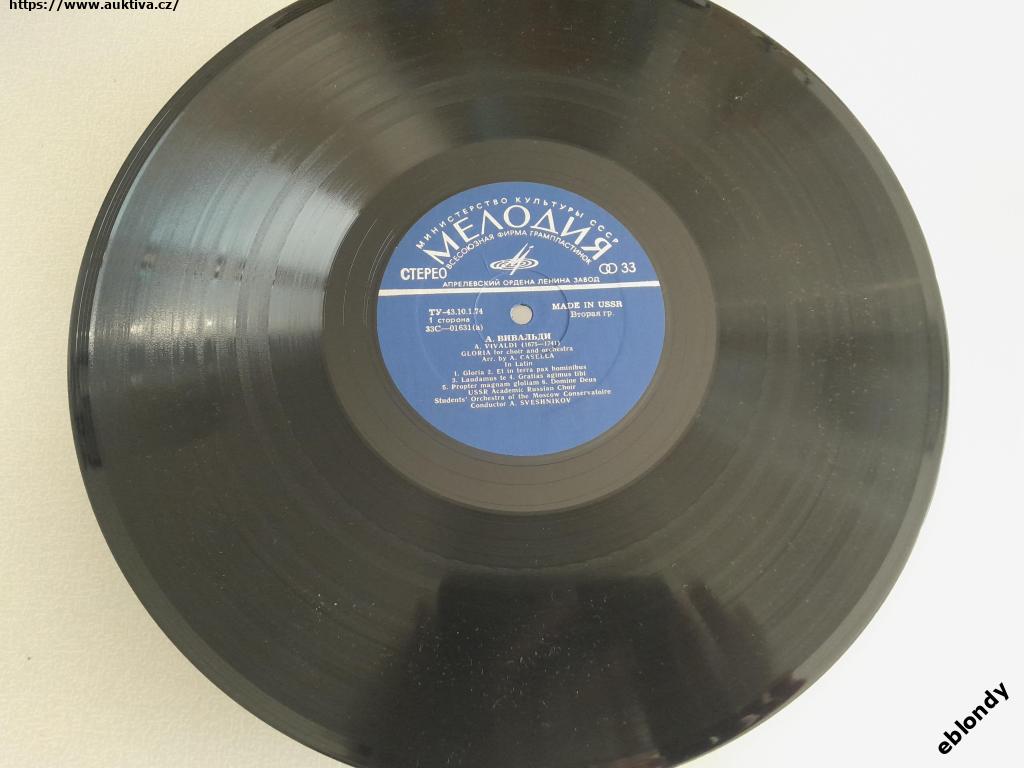 https://www.auktiva.cz/
МИНИСТЕРСТВО КУЛЬТУРЫ СССР
МЕЛОДИЯ
ВСЕСОЮЗНАЯ ФИРМА ГРАМПЛАСТИНОК
СТЕРЕО
33
АПРЕЛЕВСКИЙ ОРДЕНА ЛЕНИНА ЗАВОД
ТУ-43.10.1.74
MADE IN USSR
1 сторона
Вторая гр.
33С—01631(а)
А. ВИВАЛЬДИ
A. VIVALDI (1675—1741)
GLORIA for choir and orchestra
Arr. by A. CASELLA
In Latin
1. Gloria 2. Et in terra pax hominibus
3. Laudamus te 4. Gratias agimus tibi
5. Propter magnam gloliam 6. Domine Deus
USSR Academic Russian Choir
Students' Orchestra of the Moscow Conservatoire
Conductor A. SVESHNIKOV
eblondy